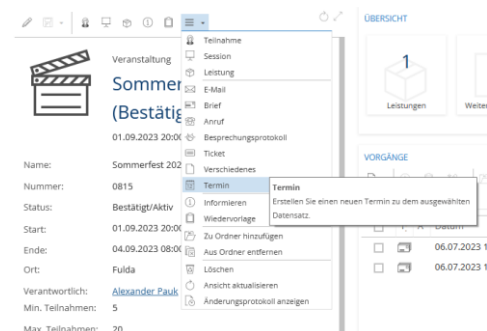 Veranstaltung
Sommer
(Bestätig
01.09.2023 20:00
Name: Sommerfest 202
Nummer: 0815
Status: Bestätigt/Aktiv
Start: 01.09.2023 20:00
Ende: 04.09.2023 08:00
Ort: Fulda
Verantwortlich: Alexander Pauk
Min. Teilnahmen: 5
Max. Teilnahmen: 20
Teilnahme
Session
Leistung
E-Mail
Brief
Anruf
Besprechungsprotokoll
Ticket
Verschiedenes
Termin
Informieren
Wiedervorlage
Zu Ordner hinzufügen
Aus Ordner entfernen
Löschen
Ansicht aktualisieren
Änderungsprotokoll anzeigen
Termin
Erstellen Sie einen neuen Termin zu dem ausgewählten
Datensatz.
ÜBERSICHT
1
Leistungen
Weite
VORGÄNGE
Datum
06.07.2023 1
06.07.2023 1